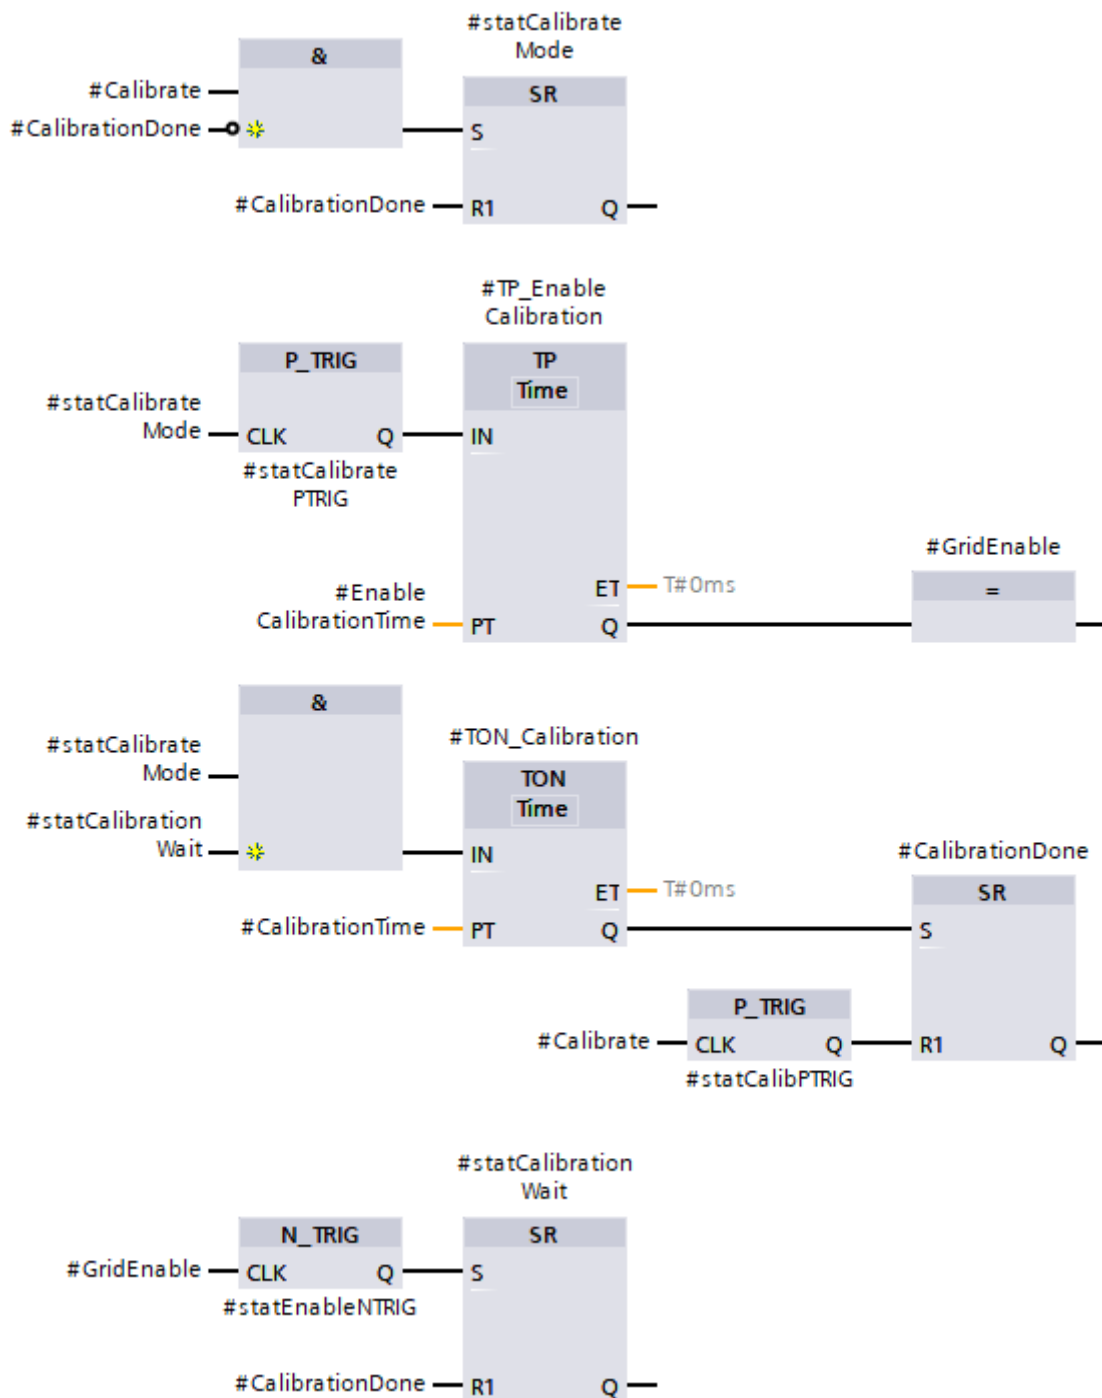 #statCalibrate
Mode
&
#Calibrate
SR
#CalibrationDone
S
#CalibrationDone
R1 Q
#TP_Enable
Calibration
P_TRIG
TP
Time
#statCalibrate
Mode
CLK Q
IN
#statCalibrate
PTRIG
#GridEnable
#Enable
CalibrationTime
ET
T#0ms
=
PT Q
&
#statCalibrate
Mode
#TON_Calibration
TON
Time
#statCalibration
Wait
IN
#CalibrationDone
ET
T#0ms
SR
#CalibrationTime
PT Q
S
P_TRIG
#Calibrate
CLK Q
R1 Q
#statCalibPTRIG
#statCalibration
Wait
N_TRIG
SR
#GridEnable
CLK Q
S
#statEnableNTRIG
#CalibrationDone
R1 Q